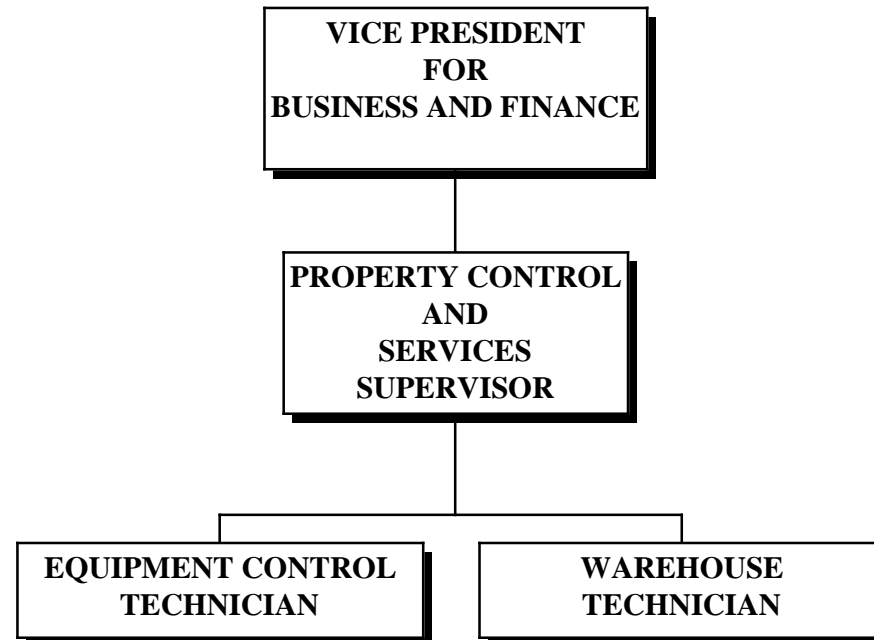 VICE PRESIDENT
FOR
BUSINESS AND FINANCE
PROPERTY CONTROL
AND
SERVICES
SUPERVISOR
EQUIPMENT CONTROL
TECHNICIAN
WAREHOUSE
TECHNICIAN